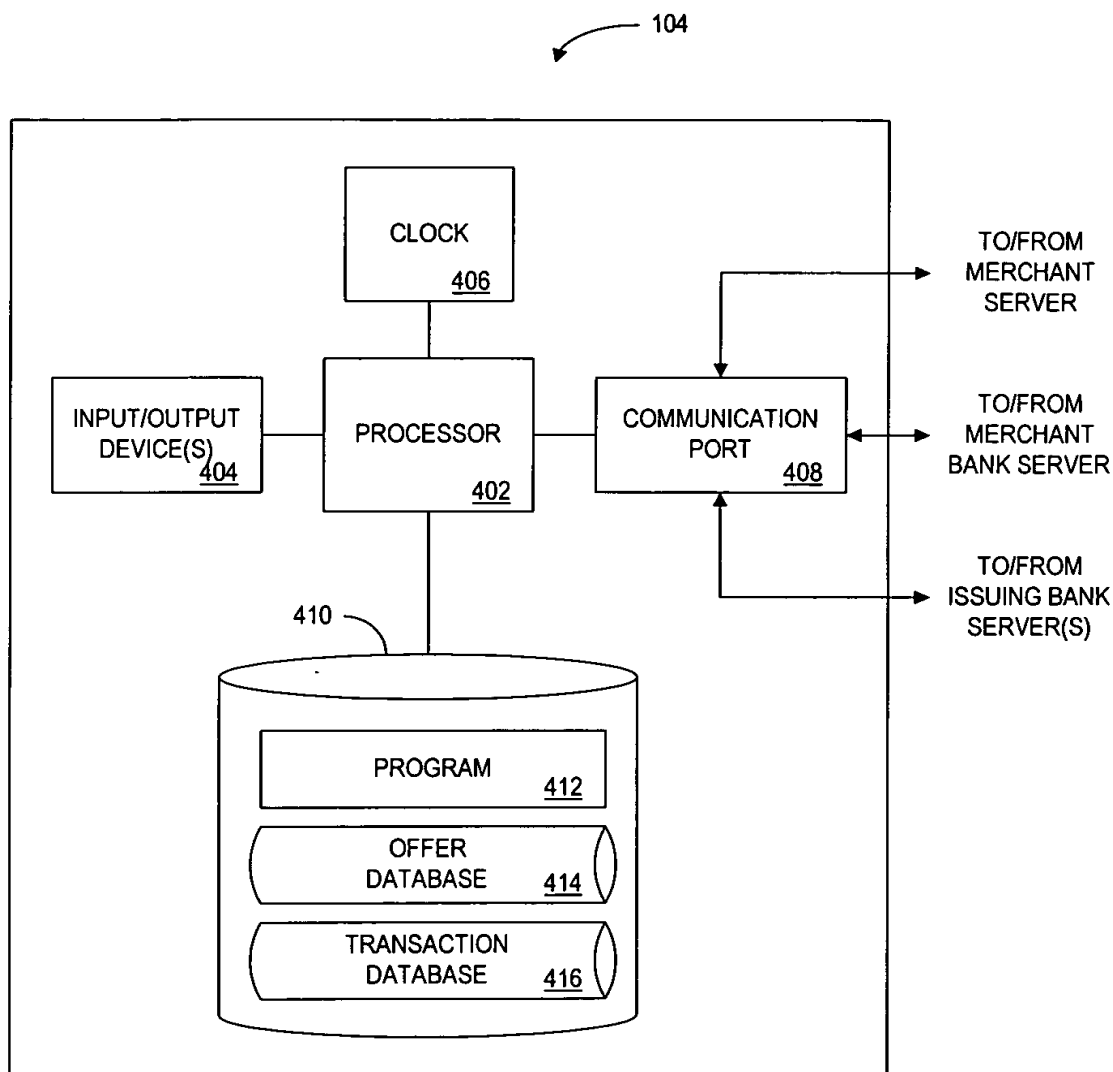 104
CLOCK
406
INPUT/OUTPUT
DEVICE(S)
404
PROCESSOR
402
COMMUNICATION
PORT
408
TO/FROM
MERCHANT
SERVER
TO/FROM
MERCHANT
BANK SERVER
TO/FROM
ISSUING BANK
SERVER(S)
410
PROGRAM
412
OFFER
DATABASE
414
TRANSACTION
DATABASE
416